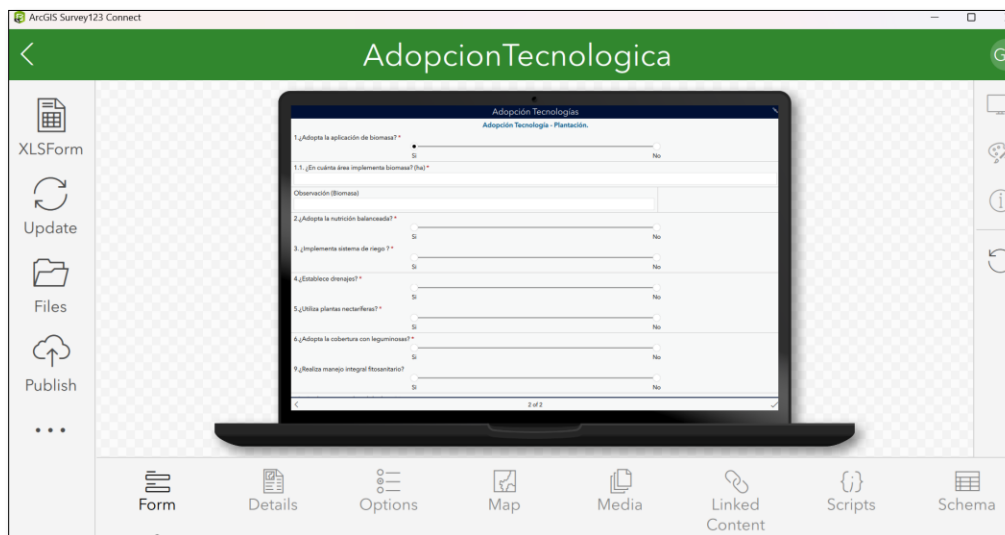 ArcGIS Survey123 Connect
AdopcionTecnologica
G
XLSForm
Update
Files
Publish
Adopción Tecnologías
Adopción Tecnología - Plantación.
1.¿Adopta la aplicación de biomasa? *
Si No
1.1. ¿En cuánta área implementa biomasa? (ha) *
Observación (Biomasa)
2.¿Adopta la nutrición balanceada? *
Si No
3. ¿Implementa sistema de riego ? *
Si No
4.¿Establece drenajes? *
Si No
5.¿Utiliza plantas nectaríferas? *
Si No
6.¿Adopta la cobertura con leguminosas? *
Si No
9.¿Realiza manejo integral fitosanitario?
Si No
2 of 2
Form Details Options Map Media Linked Content Scripts Schema